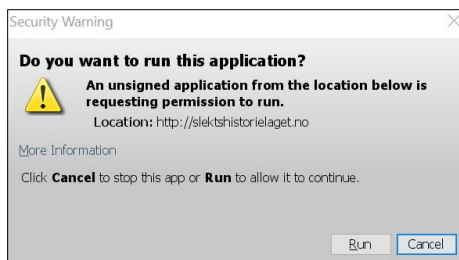 Security Warning
Do you want to run this application?
An unsigned application from the location below is
requesting permission to run.
Location: http://slektshistorielaget.no
More Information
Click Cancel to stop this app or Run to allow it to continue.
Run Cancel